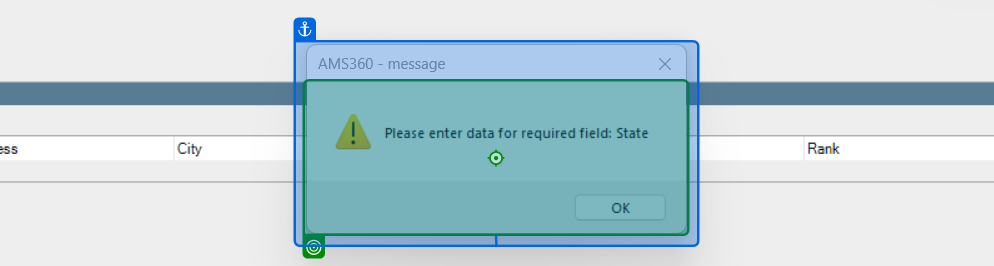 AMS360 - message
Please enter data for required field: State
ess City Rank
OK